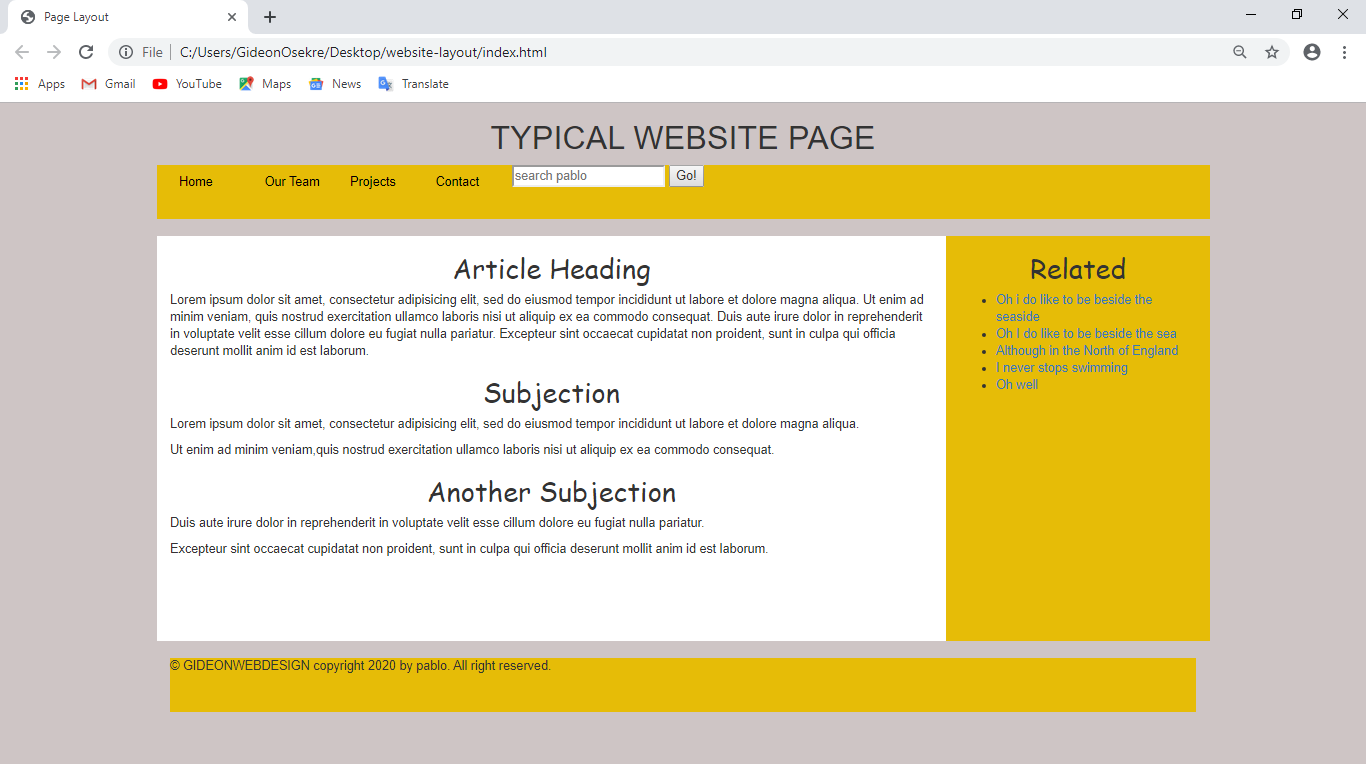 Page Layout
File C:/Users/GideonOsekre/Desktop/website-layout/index.html
Apps Gmail YouTube Maps News Translate
TYPICAL WEBSITE PAGE
Home Our Team Projects Contact search pablo Go!
Article Heading
Lorem ipsum dolor sit amet, consectetur adipisicing elit, sed do eiusmod tempor incididunt ut labore et dolore magna aliqua. Ut enim ad
minim veniam, quis nostrud exercitation ullamco laboris nisi ut aliquip ex ea commodo consequat. Duis aute irure dolor in reprehenderit
in voluptate velit esse cillum dolore eu fugiat nulla pariatur. Excepteur sint occaecat cupidatat non proident, sunt in culpa qui officia
deserunt mollit anim id est laborum.
Subjection
Lorem ipsum dolor sit amet, consectetur adipisicing elit, sed do eiusmod tempor incididunt ut labore et dolore magna aliqua.
Ut enim ad minim veniam,quis nostrud exercitation ullamco laboris nisi ut aliquip ex ea commodo consequat.
Another Subjection
Duis aute irure dolor in reprehenderit in voluptate velit esse cillum dolore eu fugiat nulla pariatur.
Excepteur sint occaecat cupidatat non proident, sunt in culpa qui officia deserunt mollit anim id est laborum.
Related
Oh i do like to be beside the
seaside
Oh I do like to be beside the sea
Although in the North of England
I never stops swimming
Oh well
© GIDEONWEBDESIGN copyright 2020 by pablo. All right reserved.